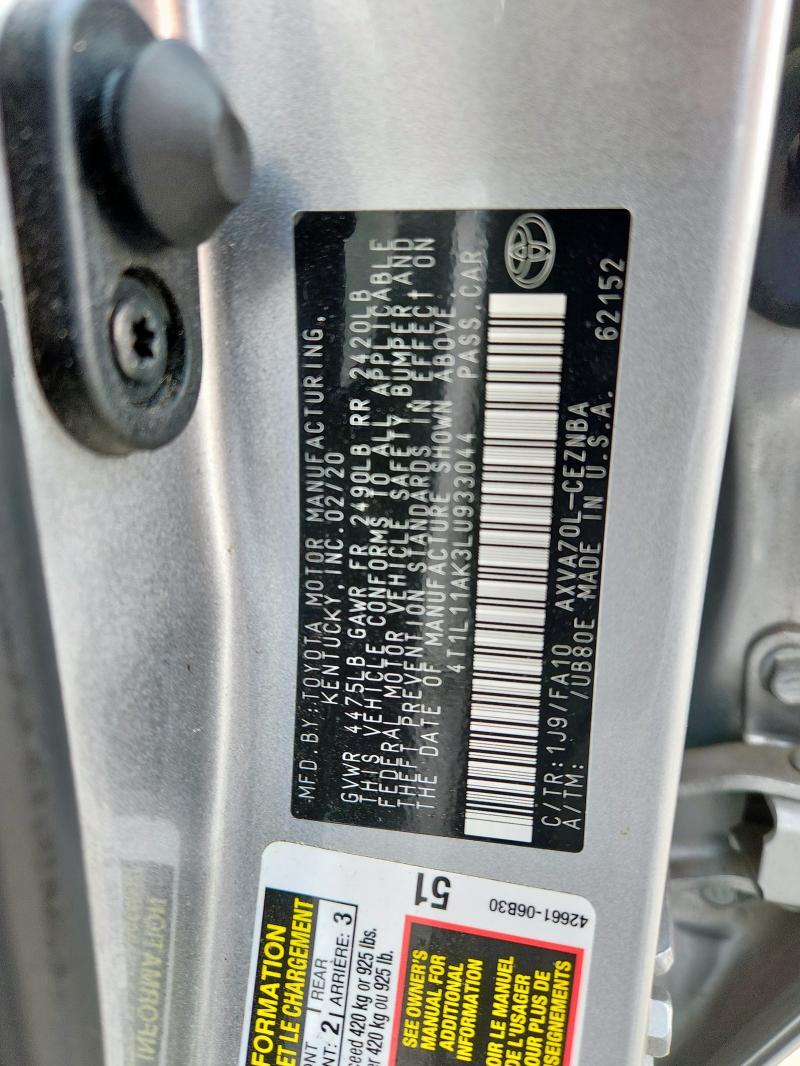 MFD.BY:TOYOTA MOTOR MANUFACTURING,
KENTUCKY, INC.02/20
GVWR 4475LB GAWR FR 2490LB RR 2420LB
THIS VEHICLE CONFORMS TO ALL APPLICABLE
FEDERAL MOTOR VEHICLE SAFETY BUMPER,AND
THEFT PREVENTION STANDARDS IN EFFECT ON
THE DATE OF MANUFACTURE SHOWN ABOVE.
4T1L11AK3LU933044 PASS.CAR
C/TR:1J9/FA10 AXVA70L-CEZNBA
A/TM: /UB80E MADE IN U.S.A. 62152
51
42661-06B30
FORMATION
ET LE CHARGEMENT
REAR 3
2 ARRIÈRE:
420 kg or 925 lbs.
420 kg ou 925 lb.
SEE OWNER'S
MANUAL FOR
ADDITIONAL
INFORMATION
OIR LE MANUEL
DE L'USAGER
OUR PLUS DE
SEIGNEMENTS
INFORMATION